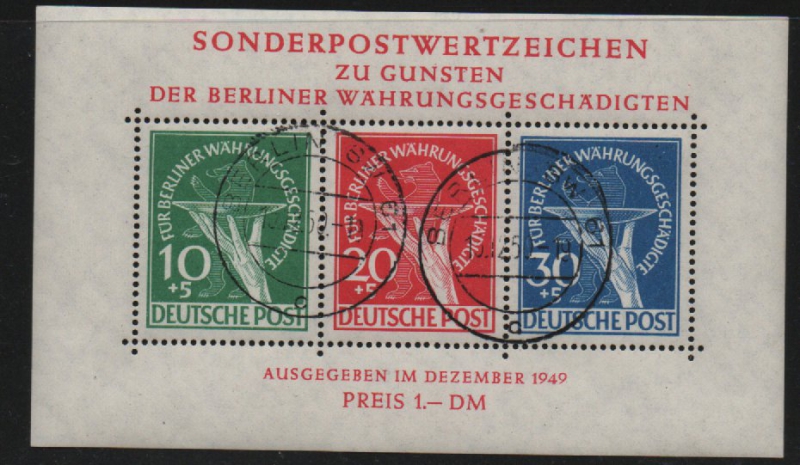 SONDERPOSTWERTZEICHEN
ZU GUNSTEN
DER BERLINER WÄHRUNGSGESCHÄDIGTEN
FÜR BERLINER WÄHRUNGSGESCHÄDIGTE
10
+5
DEUTSCHE POST
FÜR BERLINER WÄHRUNGSGESCHÄDIGTE
20
+5
DEUTSCHE POST
FÜR BERLINER WÄHRUNGSGESCHÄDIGTE
30
+5
DEUTSCHE POST
AUSGEGEBEN IM DEZEMBER 1949
PREIS 1.— DM